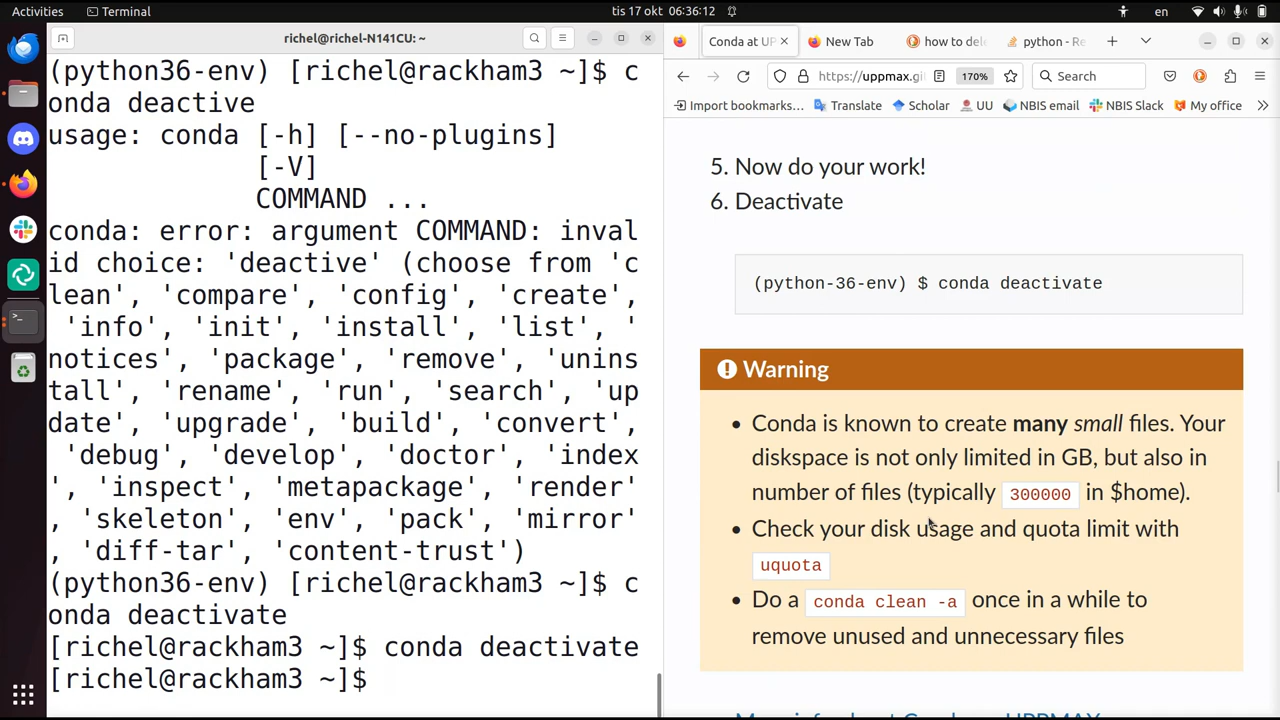 Activities
Terminal
tis 17 okt 06:36:12
en
richel@richel-N141CU: ~
(python36-env) [richel@rackham3 ~]$ c
onda deactive
usage: conda [-h] [--no-plugins]
[-V]
COMMAND ...
conda: error: argument COMMAND: inval
id choice: 'deactive' (choose from 'c
lean', 'compare', 'config', 'create',
'info', 'init', 'install', 'list', '
notices', 'package', 'remove', 'unins
tall', 'rename', 'run', 'search', 'up
date', 'upgrade', 'build', 'convert',
'debug', 'develop', 'doctor', 'index
', 'inspect', 'metapackage', 'render'
, 'skeleton', 'env', 'pack', 'mirror'
, 'diff-tar', 'content-trust')
(python36-env) [richel@rackham3 ~]$ c
onda deactivate
[richel@rackham3 ~]$ conda deactivate
[richel@rackham3 ~]$
Conda at UP
New Tab
how to del
python - Re
https://uppmax.gi
170%
Search
Import bookmarks...
Translate
Scholar
UU
NBIS email
NBIS Slack
My office
5. Now do your work!
6. Deactivate
(python-36-env) $ conda deactivate
Warning
• Conda is known to create many small files. Your
diskspace is not only limited in GB, but also in
number of files (typically 300000 in $home).
• Check your disk usage and quota limit with
uquota
• Do a conda clean -a once in a while to
remove unused and unnecessary files